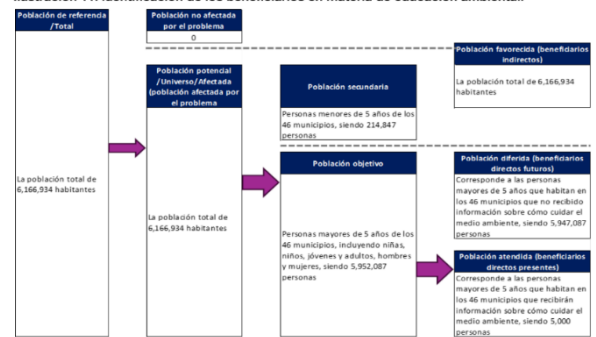 Población de referencia
/Total
La población total de
6,166,934 habitantes
Población no afectada
por el problema
0
Población potencial
/Universo/Afectada
(población afectada por
el problema
La población total de
6,166,934 habitantes
Población secundaria
Personas menores de 5 años de los
46 municipios, siendo 214,847
personas
Población objetivo
Personas mayores de 5 años de los
46 municipios, incluyendo niñas,
niños, jóvenes y adultos, hombres
y mujeres, siendo 5,952,087
personas
Población favorecida (beneficiarios
indirectos)
La población total de 6,166,934
habitantes
Población diferida (beneficiarios
directos futuros)
Corresponde a las personas
mayores de 5 años que habitan en
los 46 municipios que no recibido
información sobre cómo cuidar el
medio ambiente, siendo 5,947,087
personas
Población atendida (beneficiarios
directos presentes)
Corresponde a las personas
mayores de 5 años que habitan en
los 46 municipios que recibirán
información sobre cómo cuidar el
medio ambiente, siendo 5,000
personas